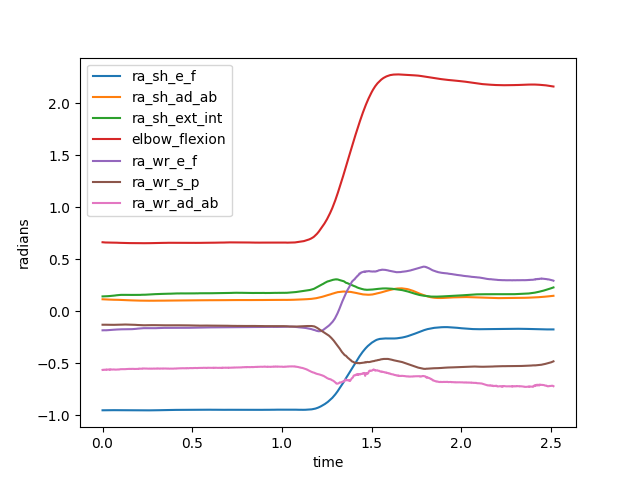 ra_sh_e_f
ra_sh_ad_ab
ra_sh_ext_int
elbow_flexion
ra_wr_e_f
ra_wr_s_p
ra_wr_ad_ab
radians
2.0
1.5
1.0
0.5
0.0
−0.5
−1.0
0.0 0.5 1.0 1.5 2.0 2.5
time